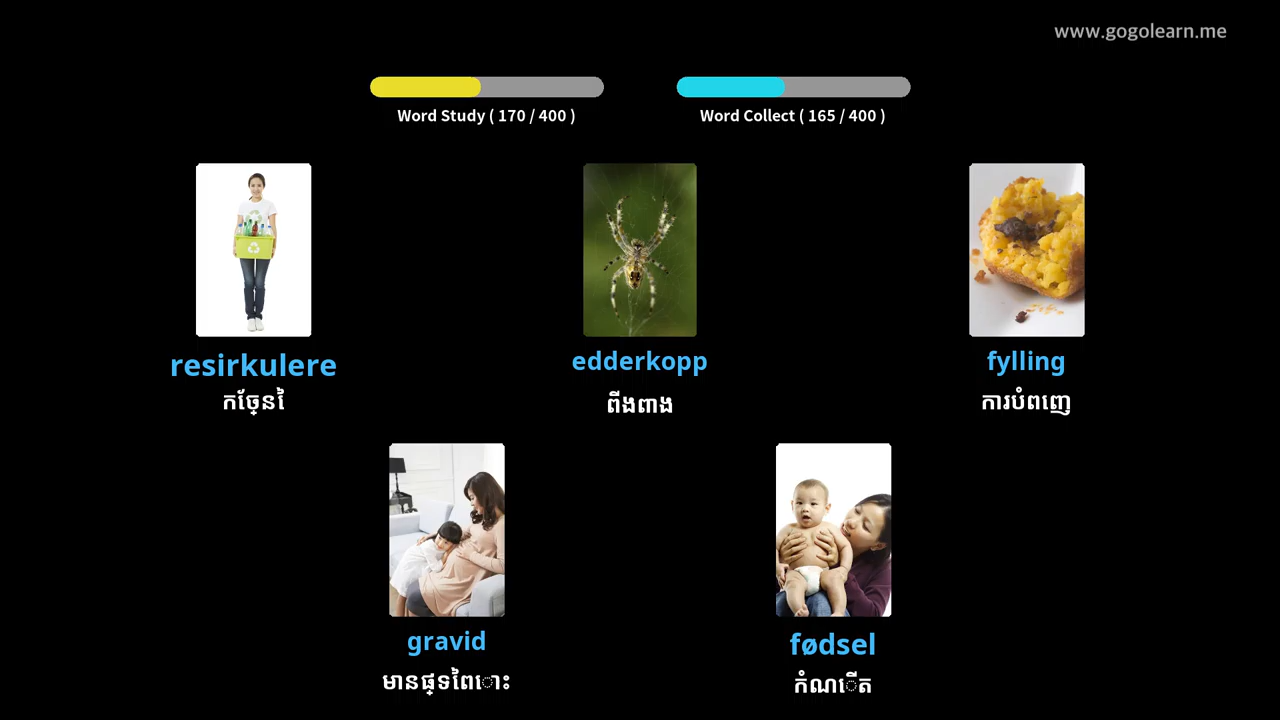 www.gogolearn.me
Word Study ( 170 / 400 )
Word Collect ( 165 / 400 )
resirkulere
កច្នៃ
edderkopp
ពីងពាង
fylling
ការបំពេញ
gravid
មានផ្ទៃពោះ
fødsel
កំណើត